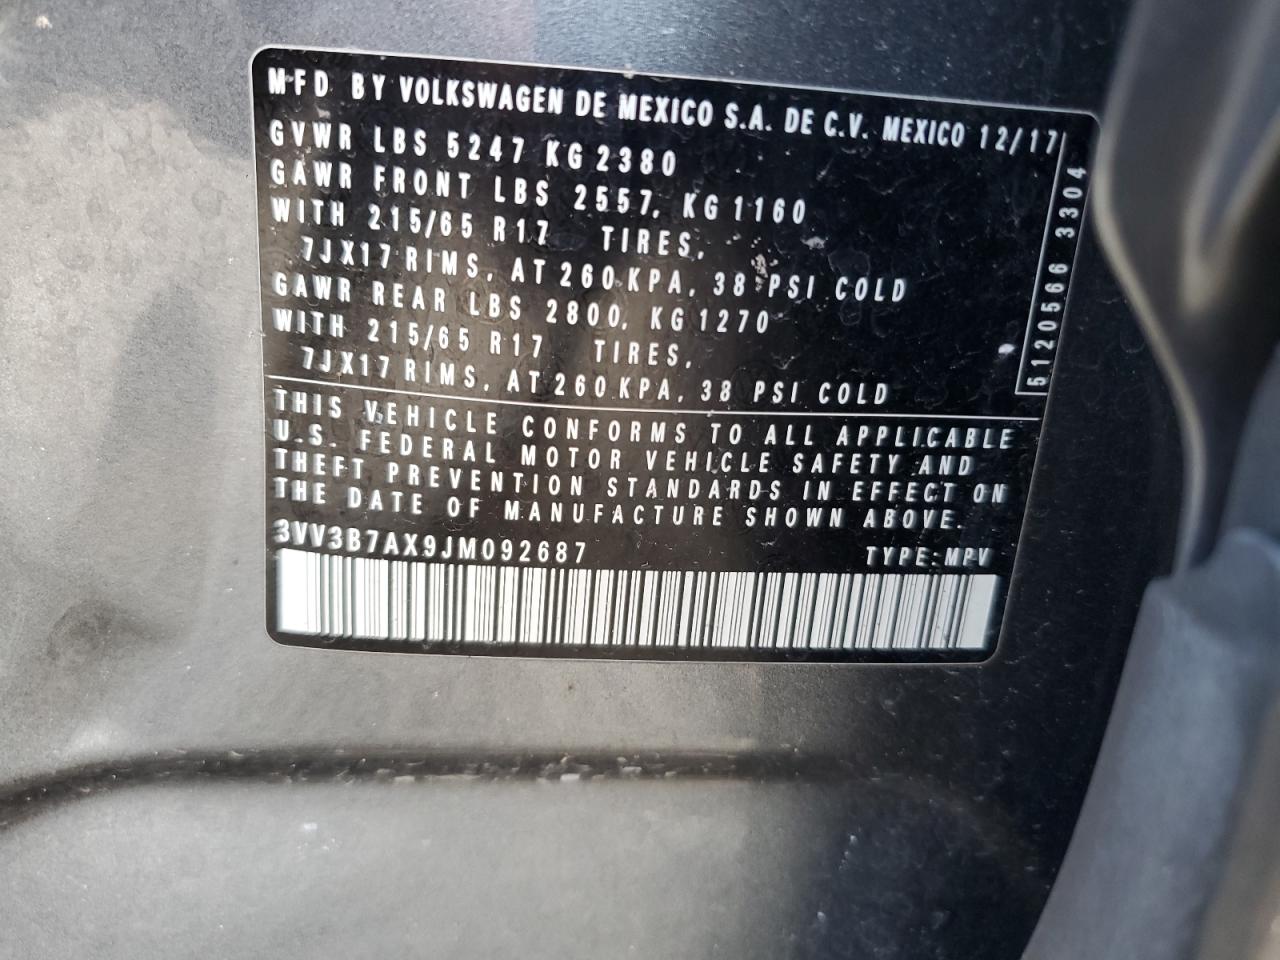 MFD BY VOLKSWAGEN DE MEXICO S.A. DE C.V. MEXICO 12/17
GVWR LBS 5247 KG 2380
GAWR FRONT LBS 2557, KG 1160
WITH 215/65 R17 TIRES,
7JX17 RIMS, AT 260 KPA, 38 PSI COLD
GAWR REAR LBS 2800, KG 1270
WITH 215/65 R17 TIRES,
7JX17 RIMS, AT 260 KPA, 38 PSI COLD
5120566 3304
THIS VEHICLE CONFORMS TO ALL APPLICABLE
U.S. FEDERAL MOTOR VEHICLE SAFETY AND
THEFT PREVENTION STANDARDS IN EFFECT ON
THE DATE OF MANUFACTURE SHOWN ABOVE.
3VV3B7AX9JM092687 TYPE: MPV